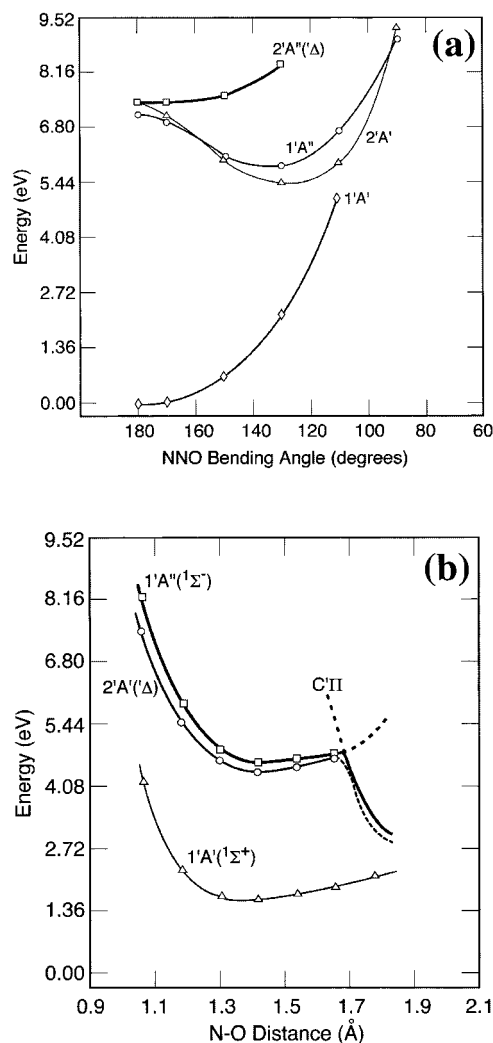 (a)
9.52
8.16
6.80
5.44
4.08
2.72
1.36
0.00
Energy (eV)
2'A"('Δ)
1'A"
2'A'
1'A'
180 160 140 120 100 80 60
NNO Bending Angle (degrees)
(b)
9.52
8.16
6.80
5.44
4.08
2.72
1.36
0.00
Energy (eV)
1'A"(¹Σ⁻)
2'A'('Δ)
C'Π
1'A'(¹Σ⁺)
0.9 1.1 1.3 1.5 1.7 1.9 2.1
N-O Distance (Å)